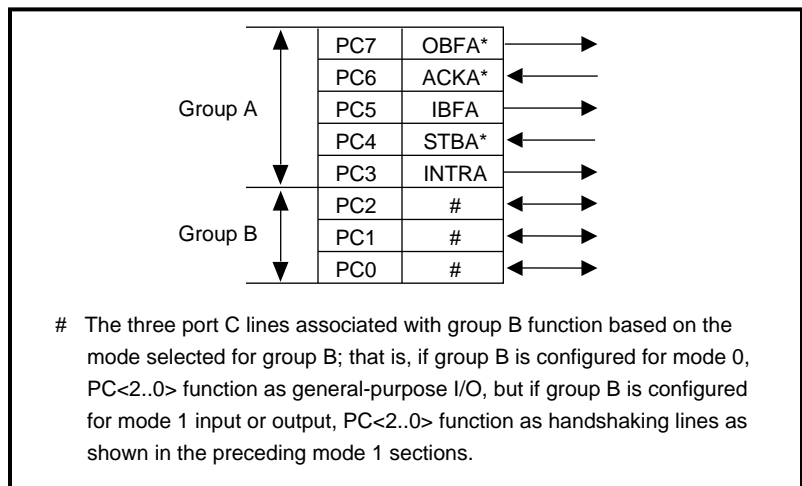 PC7 OBFA*
PC6 ACKA*
Group A PC5 IBFA
PC4 STBA*
PC3 INTRA
PC2 #
Group B PC1 #
PC0 #
# The three port C lines associated with group B function based on the
mode selected for group B; that is, if group B is configured for mode 0,
PC<2..0> function as general-purpose I/O, but if group B is configured
for mode 1 input or output, PC<2..0> function as handshaking lines as
shown in the preceding mode 1 sections.